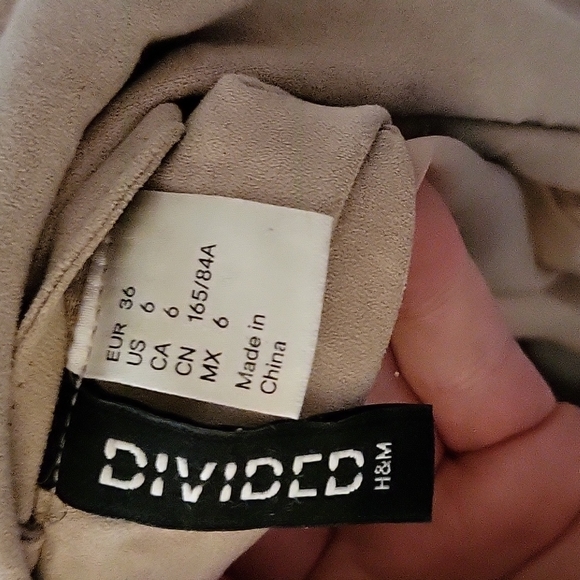 EUR 36
US 6
CA 6
CN 165/84A
MX 6
Made in
China
DIVIDED
H&M